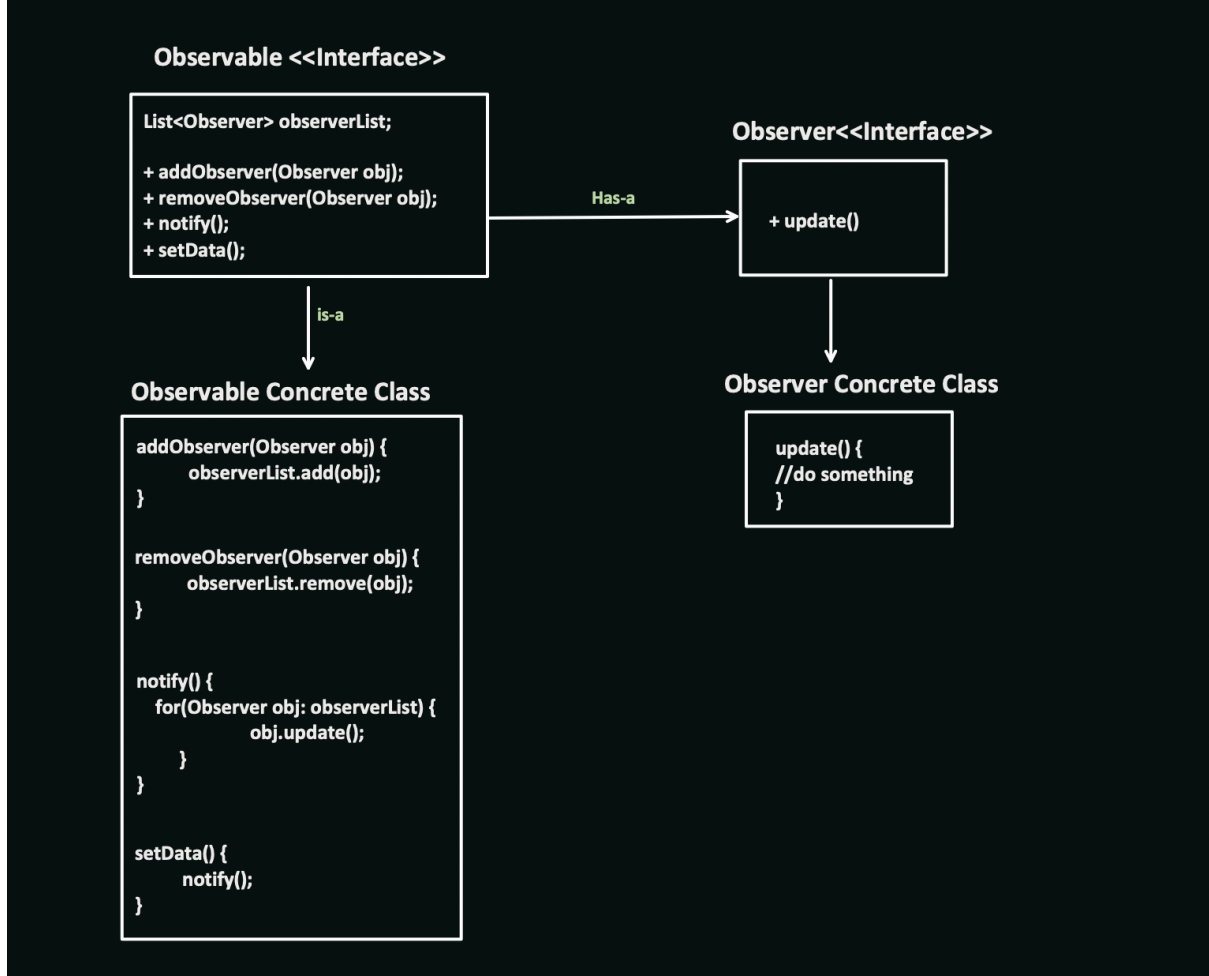 Observable <<Interface>>
List<Observer> observerList;
+ addObserver(Observer obj);
+ removeObserver(Observer obj);
+ notify();
+ setData();
Has-a
Observer<<Interface>>
+ update()
is-a
Observable Concrete Class
addObserver(Observer obj) {
observerList.add(obj);
}
removeObserver(Observer obj) {
observerList.remove(obj);
}
notify() {
for(Observer obj: observerList) {
obj.update();
}
}
setData() {
notify();
}
Observer Concrete Class
update() {
//do something
}